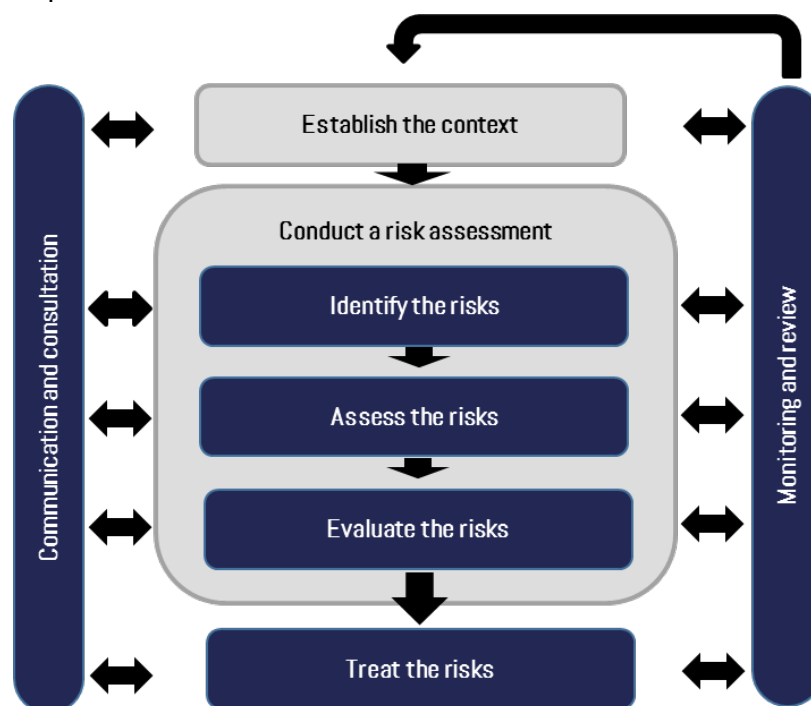 Establish the context
Conduct a risk assessment
Identify the risks
Assess the risks
Evaluate the risks
Treat the risks
Communication and consultation
Monitoring and review